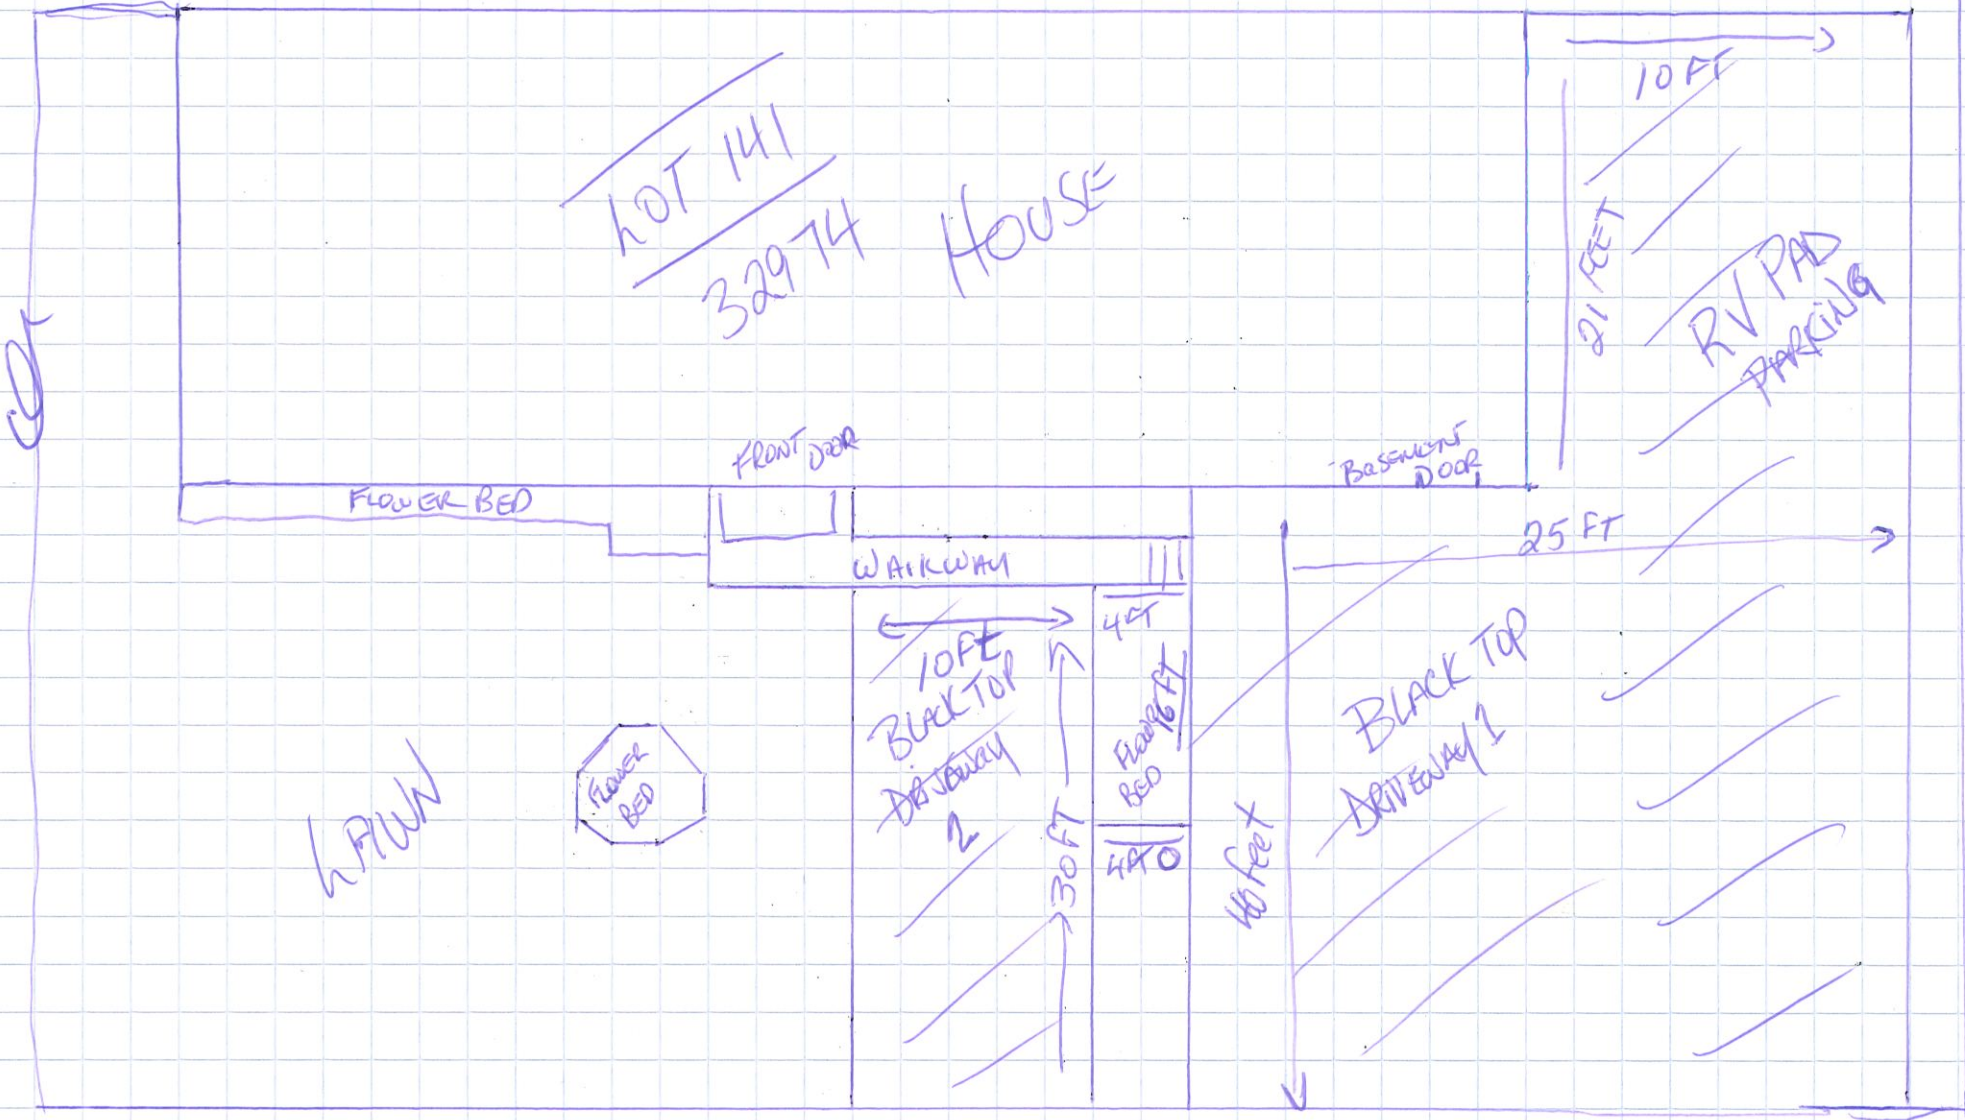 LOT 141
32974
HOUSE
10 FT
21 FEET
RV PAD
PARKING
FRONT DOOR
BASEMENT
DOOR
FLOWER BED
WALKWAY
25 FT
4 FT
10 FT
BLACK TOP
DRIVEWAY
2
30 FT
FLOWER
BED
16 FT
BLACK TOP
DRIVEWAY 1
40 feet
LAWN
FLOWER
BED